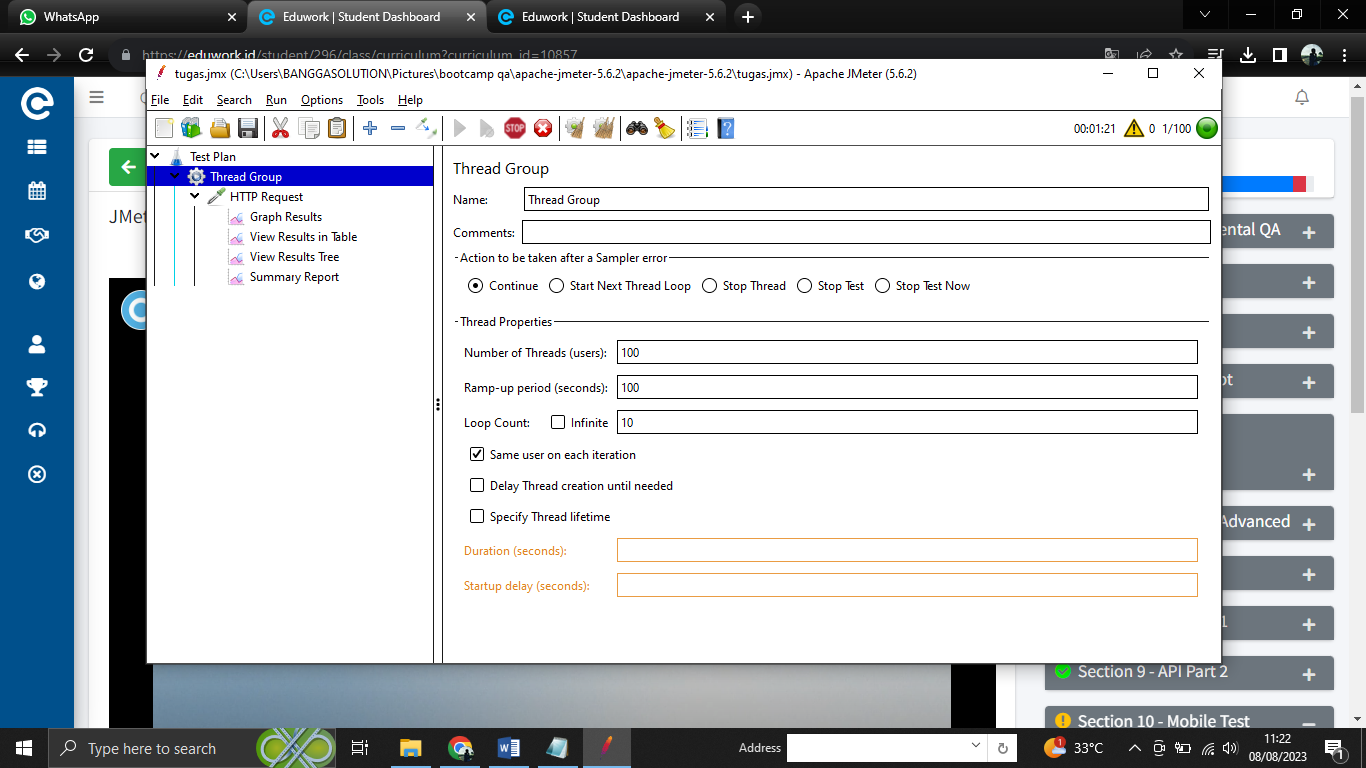 WhatsApp
Eduwork | Student Dashboard
Eduwork | Student Dashboard
https://eduwork.id/student/296/class/curriculum?curriculum_id=10857
tugas.jmx (C:\Users\BANGGASOLUTION\Pictures\bootcamp qa\apache-jmeter-5.6.2\apache-jmeter-5.6.2\tugas.jmx) - Apache JMeter (5.6.2)
File Edit Search Run Options Tools Help
STOP
00:01:21 0 1/100
Test Plan
Thread Group
HTTP Request
Graph Results
View Results in Table
View Results Tree
Summary Report
Thread Group
Name: Thread Group
Comments:
Action to be taken after a Sampler error
Continue Start Next Thread Loop Stop Thread Stop Test Stop Test Now
Thread Properties
Number of Threads (users): 100
Ramp-up period (seconds): 100
Loop Count: Infinite 10
Same user on each iteration
Delay Thread creation until needed
Specify Thread lifetime
Duration (seconds):
Startup delay (seconds):
JMet
ental QA
Advanced
1
Section 9 - API Part 2
Section 10 - Mobile Test
Type here to search
Address
1
33°C
11:22
08/08/2023
1